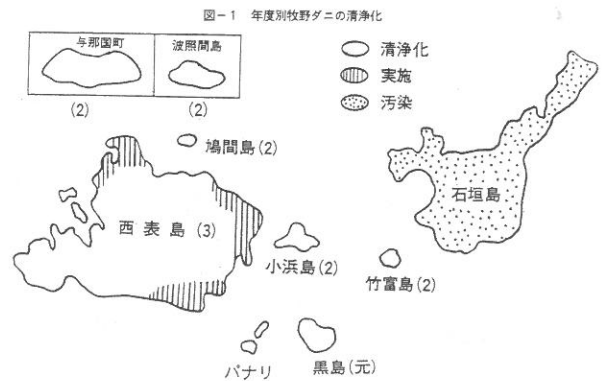 図－1 年度別牧野ダニの清浄化
3
与那国町
波照間島
(2)
(2)
清浄化
実施
汚染
鳩間島(2)
石垣島
西表島(3)
小浜島(2)
竹富島(2)
パナリ
黒島(元)